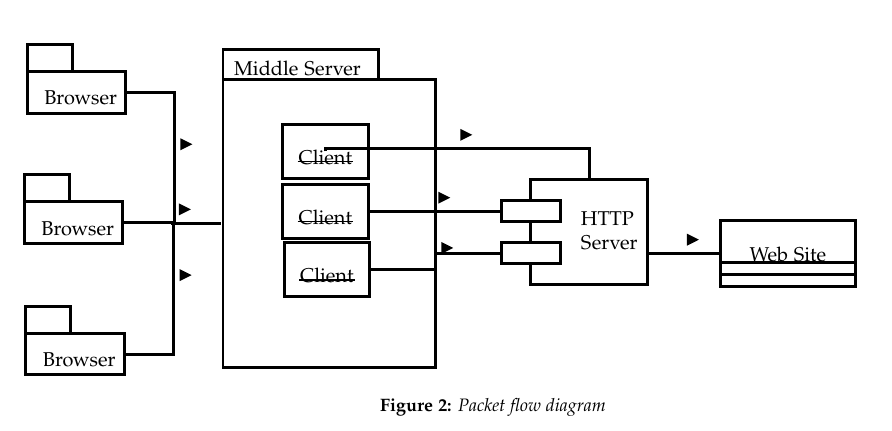 Middle Server
Browser
Client
Browser
Client
HTTP
Server
Web Site
Client
Browser
Figure 2: Packet flow diagram